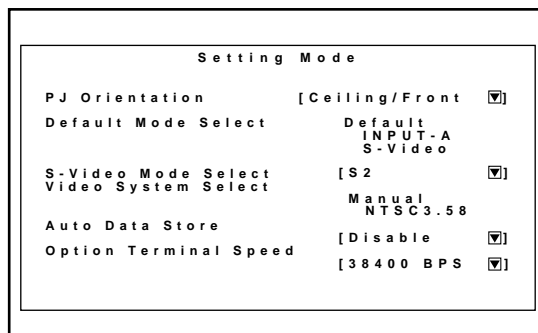 Setting Mode
PJ Orientation [Ceiling/Front ▼]
Default Mode Select Default
INPUT-A
S-Video
S-Video Mode Select [S2 ▼]
Video System Select
Manual
NTSC3.58
Auto Data Store
[Disable ▼]
Option Terminal Speed
[38400 BPS ▼]